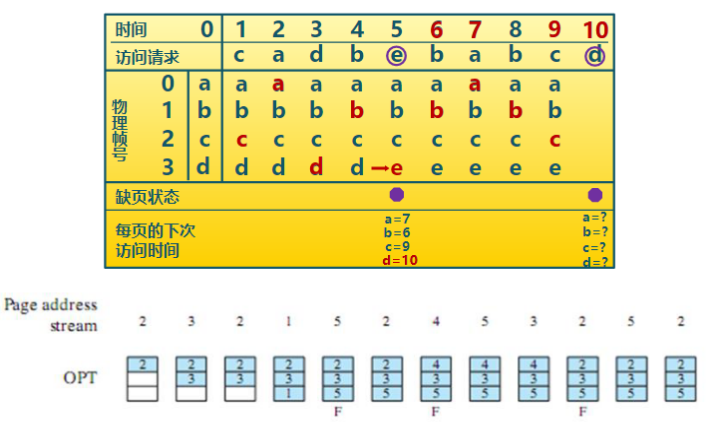 时间 0 1 2 3 4 5 6 7 8 9 10
访问请求 c a d b e b a b c d
物理帧号
0 a a a a a a a a a a
1 b b b b b b b b b b
2 c c c c c c c c c c
3 d d d d d→e e e e e
缺页状态
每页的下次访问时间
a=7
b=6
c=9
d=10
a=?
b=?
c=?
d=?
Page address stream 2 3 2 1 5 2 4 5 3 2 5 2
OPT
2 2 2 2 2 2 4 4 4 2 2 2
3 3 3 3 3 3 3 3 3 3 3
1 5 5 5 5 5 5 5 5
F F F